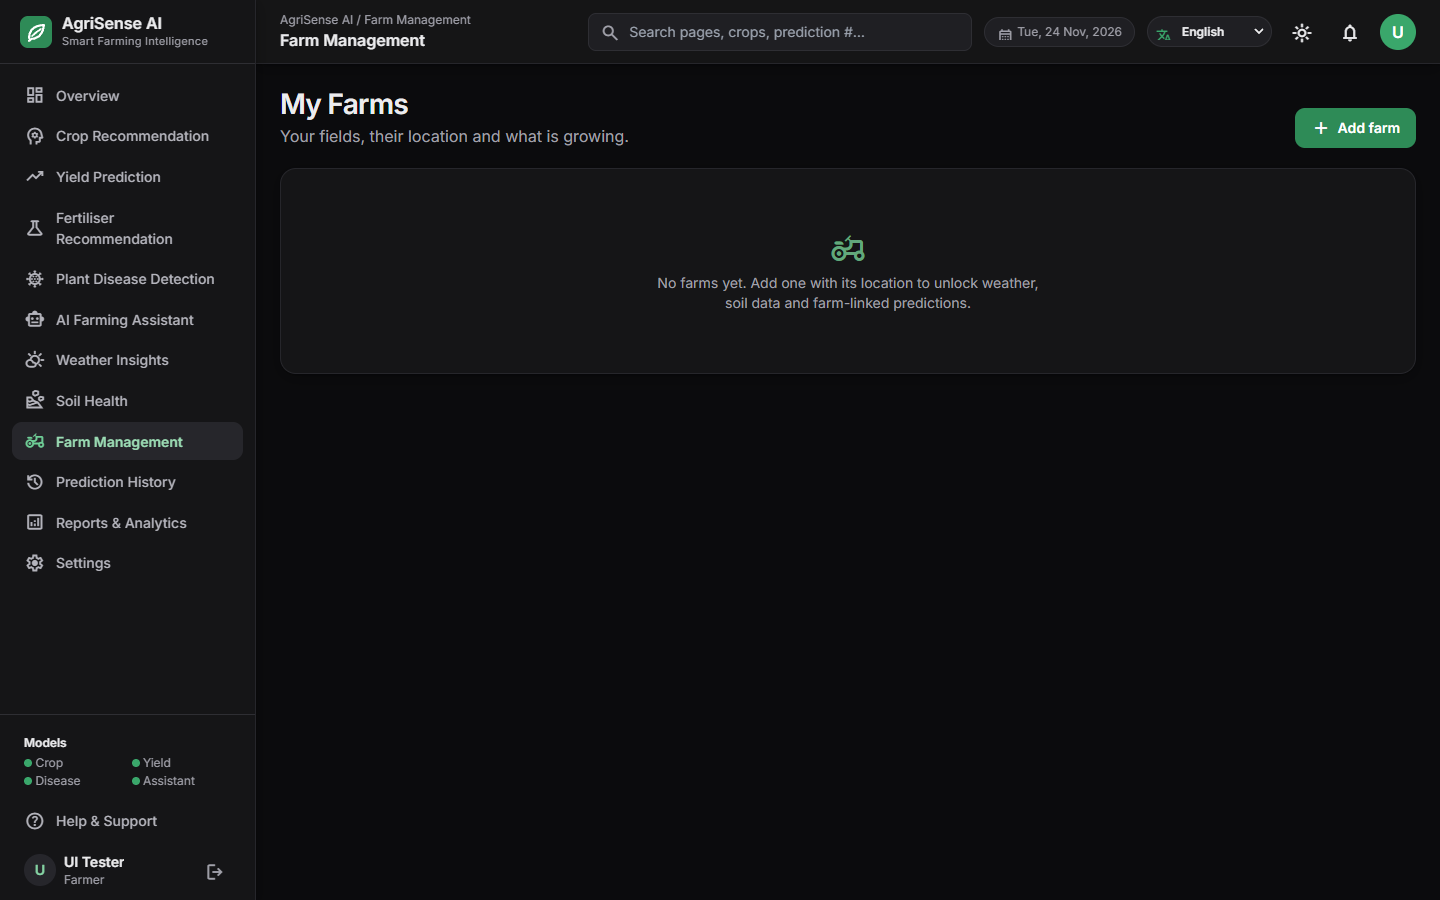 AgriSense AI
Smart Farming Intelligence
AgriSense AI / Farm Management
Farm Management
Search pages, crops, prediction #...
Tue, 24 Nov, 2026
English
U
Overview
Crop Recommendation
Yield Prediction
Fertiliser
Recommendation
Plant Disease Detection
AI Farming Assistant
Weather Insights
Soil Health
Farm Management
Prediction History
Reports & Analytics
Settings
My Farms
Your fields, their location and what is growing.
Add farm
No farms yet. Add one with its location to unlock weather,
soil data and farm-linked predictions.
Models
Crop
Yield
Disease
Assistant
Help & Support
U
UI Tester
Farmer